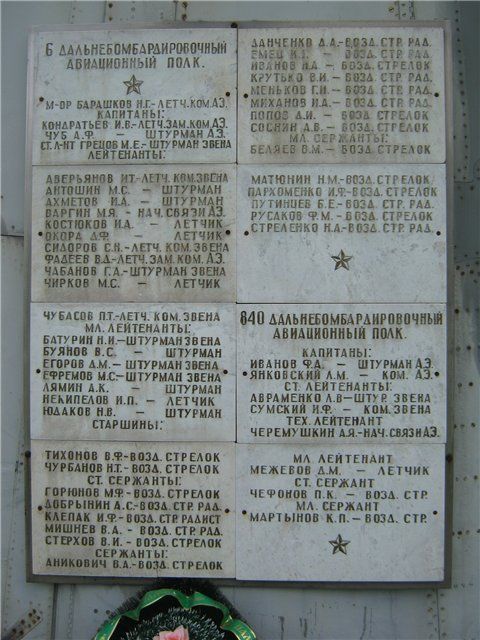 6 ДАЛЬНЕБОМБАРДИРОВОЧНЫЙ
АВИАЦИОННЫЙ ПОЛК.
М-ОР БАРАШКОВ Н.Г.-ЛЕТЧ. КОМ. АЭ.
КАПИТАНЫ:
КОНДРАТЬЕВ И.В.-ЛЕТЧ. ЗАМ. КОМ. АЭ.
ЧУБ А.Ф. — ШТУРМАН АЭ.
СТ. Л-НТ ГРЕЦОВ М.Е.-ШТУРМАН ЗВЕНА
ЛЕЙТЕНАНТЫ:
АВЕРЬЯНОВ И.Т.-ЛЕТЧ. КОМ. ЗВЕНА
АНТОШИН М.С. — ШТУРМАН
АХМЕТОВ И.А. — ШТУРМАН
ВАРГИН М.Я. - НАЧ. СВЯЗИ АЭ.
КОСТЮКОВ И.А. — ЛЕТЧИК
ОКОРА Д.Ф. — ЛЕТЧИК
СИДОРОВ С.Н.-ЛЕТЧ. КОМ. ЗВЕНА
ФАДЕЕВ В.Д.-ЛЕТЧ. ЗАМ. КОМ. АЭ.
ЧАБАНОВ Г.А.-ШТУРМАН ЗВЕНА
ЧИРКОВ М.С. — ЛЕТЧИК
ЧУБАСОВ П.Т.-ЛЕТЧ. КОМ. ЗВЕНА
МЛ. ЛЕЙТЕНАНТЫ:
БАТУРИН Н.И.—ШТУРМАН ЗВЕНА
БУЯНОВ В.С. — ШТУРМАН
ЕГОРОВ Д.М.—ШТУРМАН ЗВЕНА
ЕФРЕМОВ М.С.—ШТУРМАН ЗВЕНА
ЛЯМИН А.К. — ШТУРМАН
НЕКИПЕЛОВ И.П. — ЛЕТЧИК
ЮДАКОВ Н.В. — ШТУРМАН
СТАРШИНЫ:
ТИХОНОВ В.Ф.-ВОЗД. СТРЕЛОК
ЧУРБАНОВ Н.Т.-ВОЗД. СТРЕЛОК
СТ. СЕРЖАНТЫ:
ГОРЮНОВ М.Ф.-ВОЗД. СТРЕЛОК
ДОБРЫНИН А.С.-ВОЗД. СТР. РАД.
КЛЕПАК И.Ф.-ВОЗД. СТР. РАДИСТ
МИШНЕВ В.А. - ВОЗД. СТР. РАД.
СТЕРХОВ В.И. - ВОЗД. СТРЕЛОК
СЕРЖАНТЫ:
АНИКОВИЧ В.А.-ВОЗД. СТРЕЛОК
ДАНЧЕНКО Д.А.-ВОЗД. СТР. РАД.
ЕМЕЦ И.Т. — ВОЗД. СТР. РАД.
ИВАНОВ Н.А — ВОЗД. СТР. РАД.
КРУТЬКО В.И. — ВОЗД. СТР. РАД.
МЕНЬКОВ Г.И. — ВОЗД. СТР. РАД.
МИХАНОВ И.А. — ВОЗД. СТР. РАД.
ПОПОВ Д.И — ВОЗД. СТР. РАД.
СОСНИН Д.В. — ВОЗД. СТР. РАД.
МЛ. СЕРЖАНТЫ:
БЕЛЯЕВ В.М.— ВОЗД. СТРЕЛОК
МАТЮНИН Н.М.-ВОЗД. СТРЕЛОК
ПАРХОМЕНКО И.Ф.-ВОЗД. СТРЕЛОК
ПУТИНЦЕВ Б.Е.-ВОЗД. СТР. РАД.
РУСАКОВ Ф.М.— ВОЗД. СТРЕЛОК
СТРЕЛЕНКО Н.Д.-ВОЗД. СТР. РАД.
640 ДАЛЬНЕБОМБАРДИРОВОЧНЫЙ
АВИАЦИОННЫЙ ПОЛК.
КАПИТАНЫ:
ИВАНОВ Ф.А. — ШТУРМАН АЭ.
ЯНКОВСКИЙ Л.М. — КОМ. АЭ.
СТ. ЛЕЙТЕНАНТЫ:
АВРАМЕНКО Л.В—ШТУР. ЗВЕНА
СУМСКИЙ И.Ф. — КОМ. ЗВЕНА
ТЕХ. ЛЕЙТЕНАНТ
ЧЕРЕМУШКИН А.Я.-НАЧ. СВЯЗИ АЭ.
МЛ. ЛЕЙТЕНАНТ
МЕЖЕВОВ Д.М. — ЛЕТЧИК
СТ. СЕРЖАНТ
ЧЕФОНОВ П.К. — ВОЗД. СТР.
МЛ. СЕРЖАНТ
МАРТЫНОВ К.П.— ВОЗД. СТР.